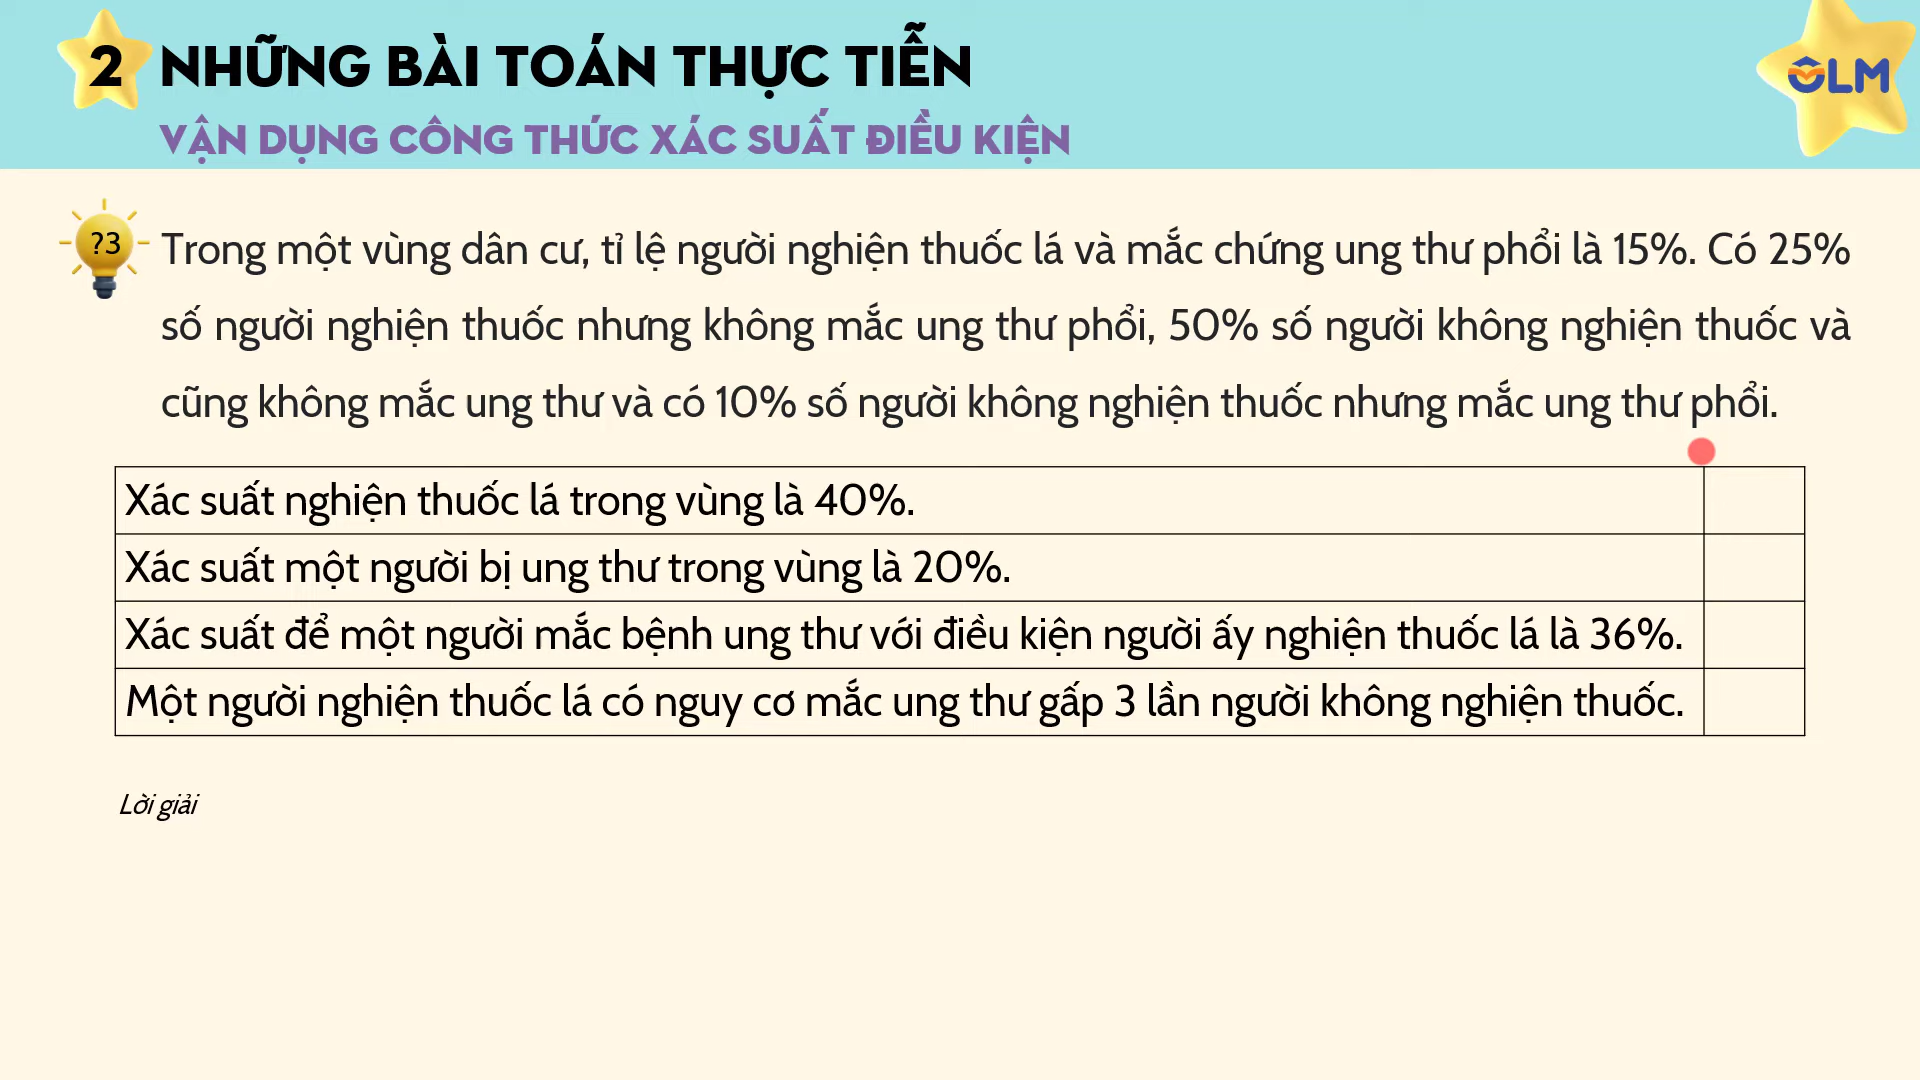 2 NHỮNG BÀI TOÁN THỰC TIỄN
OLM
VẬN DỤNG CÔNG THỨC XÁC SUẤT ĐIỀU KIỆN
?3 Trong một vùng dân cư, tỉ lệ người nghiện thuốc lá và mắc chứng ung thư phổi là 15%. Có 25%
số người nghiện thuốc nhưng không mắc ung thư phổi, 50% số người không nghiện thuốc và
cũng không mắc ung thư và có 10% số người không nghiện thuốc nhưng mắc ung thư phổi.
Xác suất nghiện thuốc lá trong vùng là 40%.
Xác suất một người bị ung thư trong vùng là 20%.
Xác suất để một người mắc bệnh ung thư với điều kiện người ấy nghiện thuốc lá là 36%.
Một người nghiện thuốc lá có nguy cơ mắc ung thư gấp 3 lần người không nghiện thuốc.
Lời giải